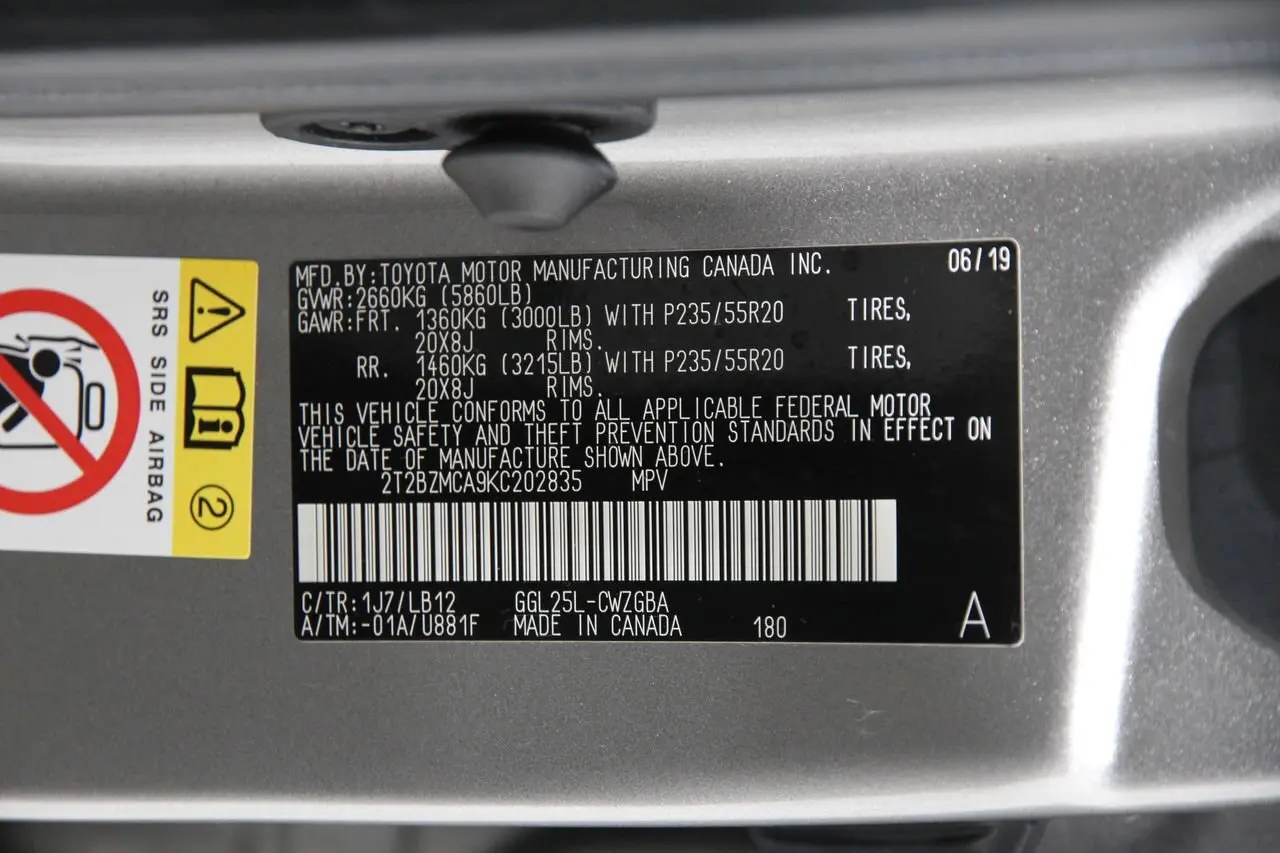 MFD.BY:TOYOTA MOTOR MANUFACTURING CANADA INC. 06/19
GVWR:2660KG (5860LB)
GAWR:FRT. 1360KG (3000LB) WITH P235/55R20 TIRES,
20X8J RIMS.
RR. 1460KG (3215LB) WITH P235/55R20 TIRES,
20X8J RIMS.
THIS VEHICLE CONFORMS TO ALL APPLICABLE FEDERAL MOTOR
VEHICLE SAFETY AND THEFT PREVENTION STANDARDS IN EFFECT ON
THE DATE OF MANUFACTURE SHOWN ABOVE.
2T2BZMCA9KC202835 MPV
C/TR:1J7/LB12 GGL25L-CWZGBA
A/TM:-01A/U881F MADE IN CANADA 180 A
SRS SIDE AIRBAG
2